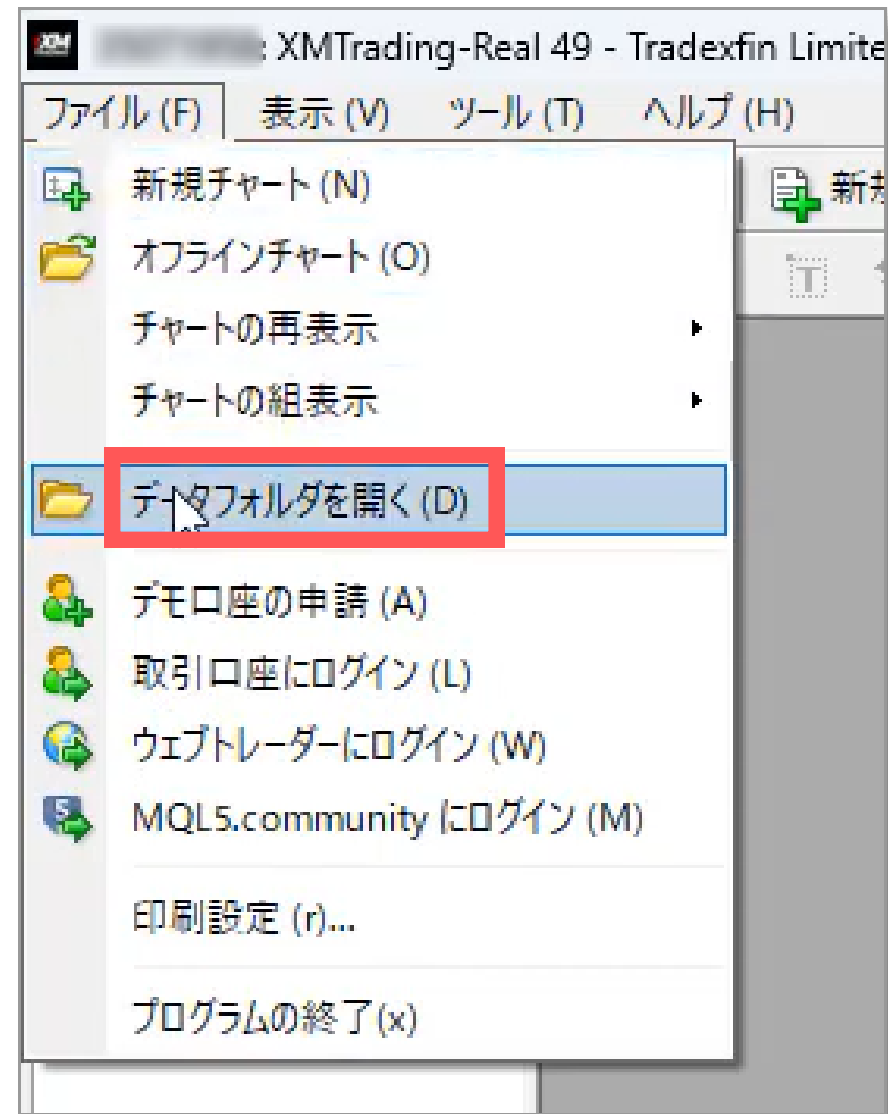 XM : XMTrading-Real 49 - Tradexfin Limite
ファイル (F) 表示 (V) ツール (T) ヘルプ (H)
新規チャート (N)
新規
オフラインチャート (O)
T
チャートの再表示
チャートの組表示
データフォルダを開く (D)
デモ口座の申請 (A)
取引口座にログイン (L)
ウェブトレーダーにログイン (W)
MQL5.community にログイン (M)
印刷設定 (r)...
プログラムの終了(x)